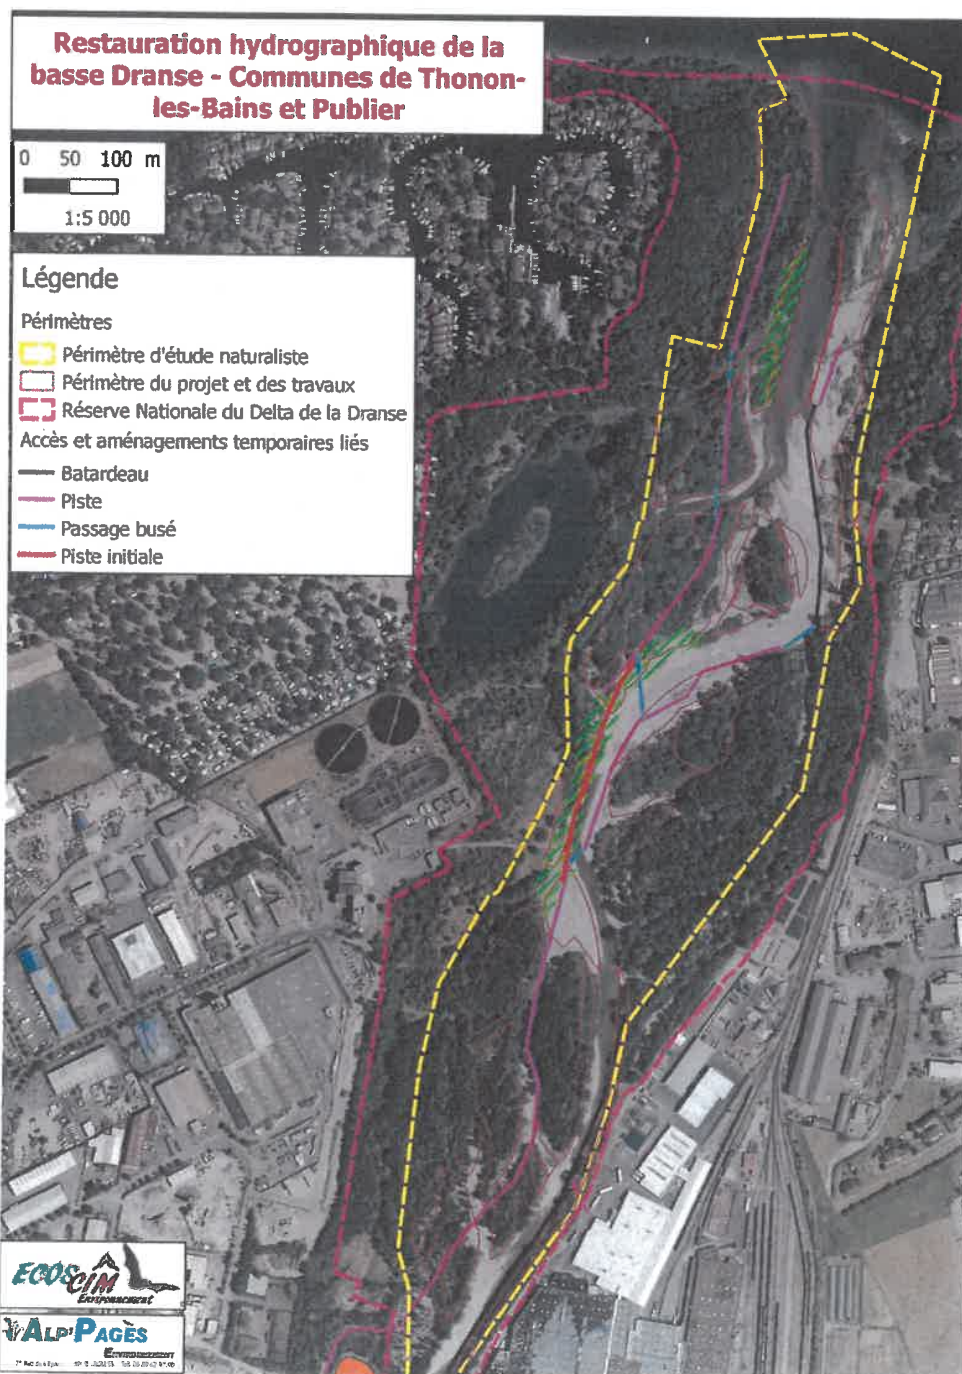 Restauration hydrographique de la
basse Dranse - Communes de Thonon-
les-Bains et Publier
0 50 100 m
1:5 000
Légende
Périmètres
Périmètre d'étude naturaliste
Périmètre du projet et des travaux
Réserve Nationale du Delta de la Dranse
Accès et aménagements temporaires liés
Batardeau
Piste
Passage busé
Piste initiale
ECOSCIM
Environnement
ALP'PAGÈS
Environnement